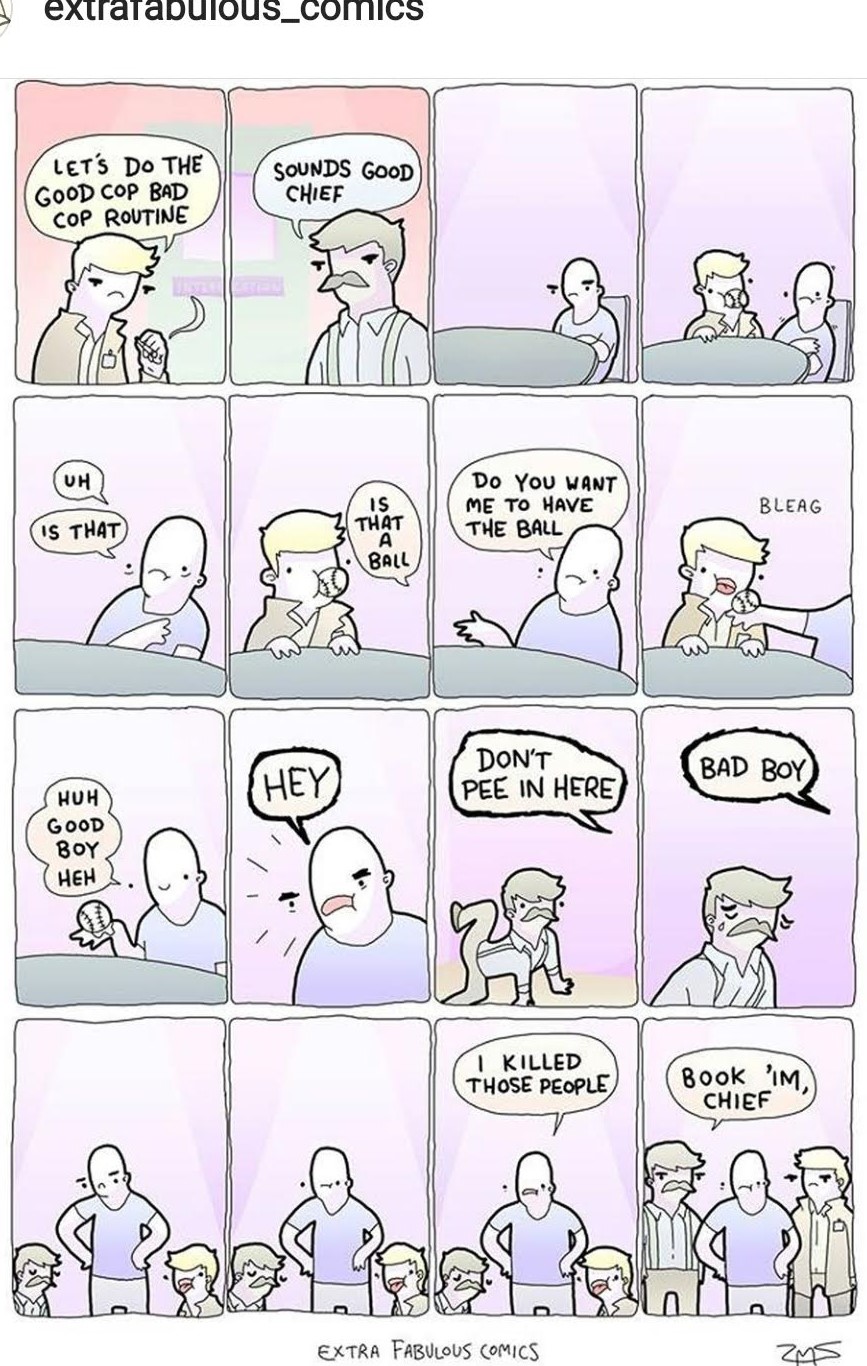 extrafabulous_comics
LET'S DO THE
GOOD COP BAD
COP ROUTINE
SOUNDS GOOD
CHIEF
UH
IS THAT
IS
THAT
A
BALL
DO YOU WANT
ME TO HAVE
THE BALL
BLEAG
HUH
GOOD
BOY
HEH
HEY
DON'T
PEE IN HERE
BAD BOY
I KILLED
THOSE PEOPLE
BOOK 'IM,
CHIEF
EXTRA FABULOUS COMICS
ZMS